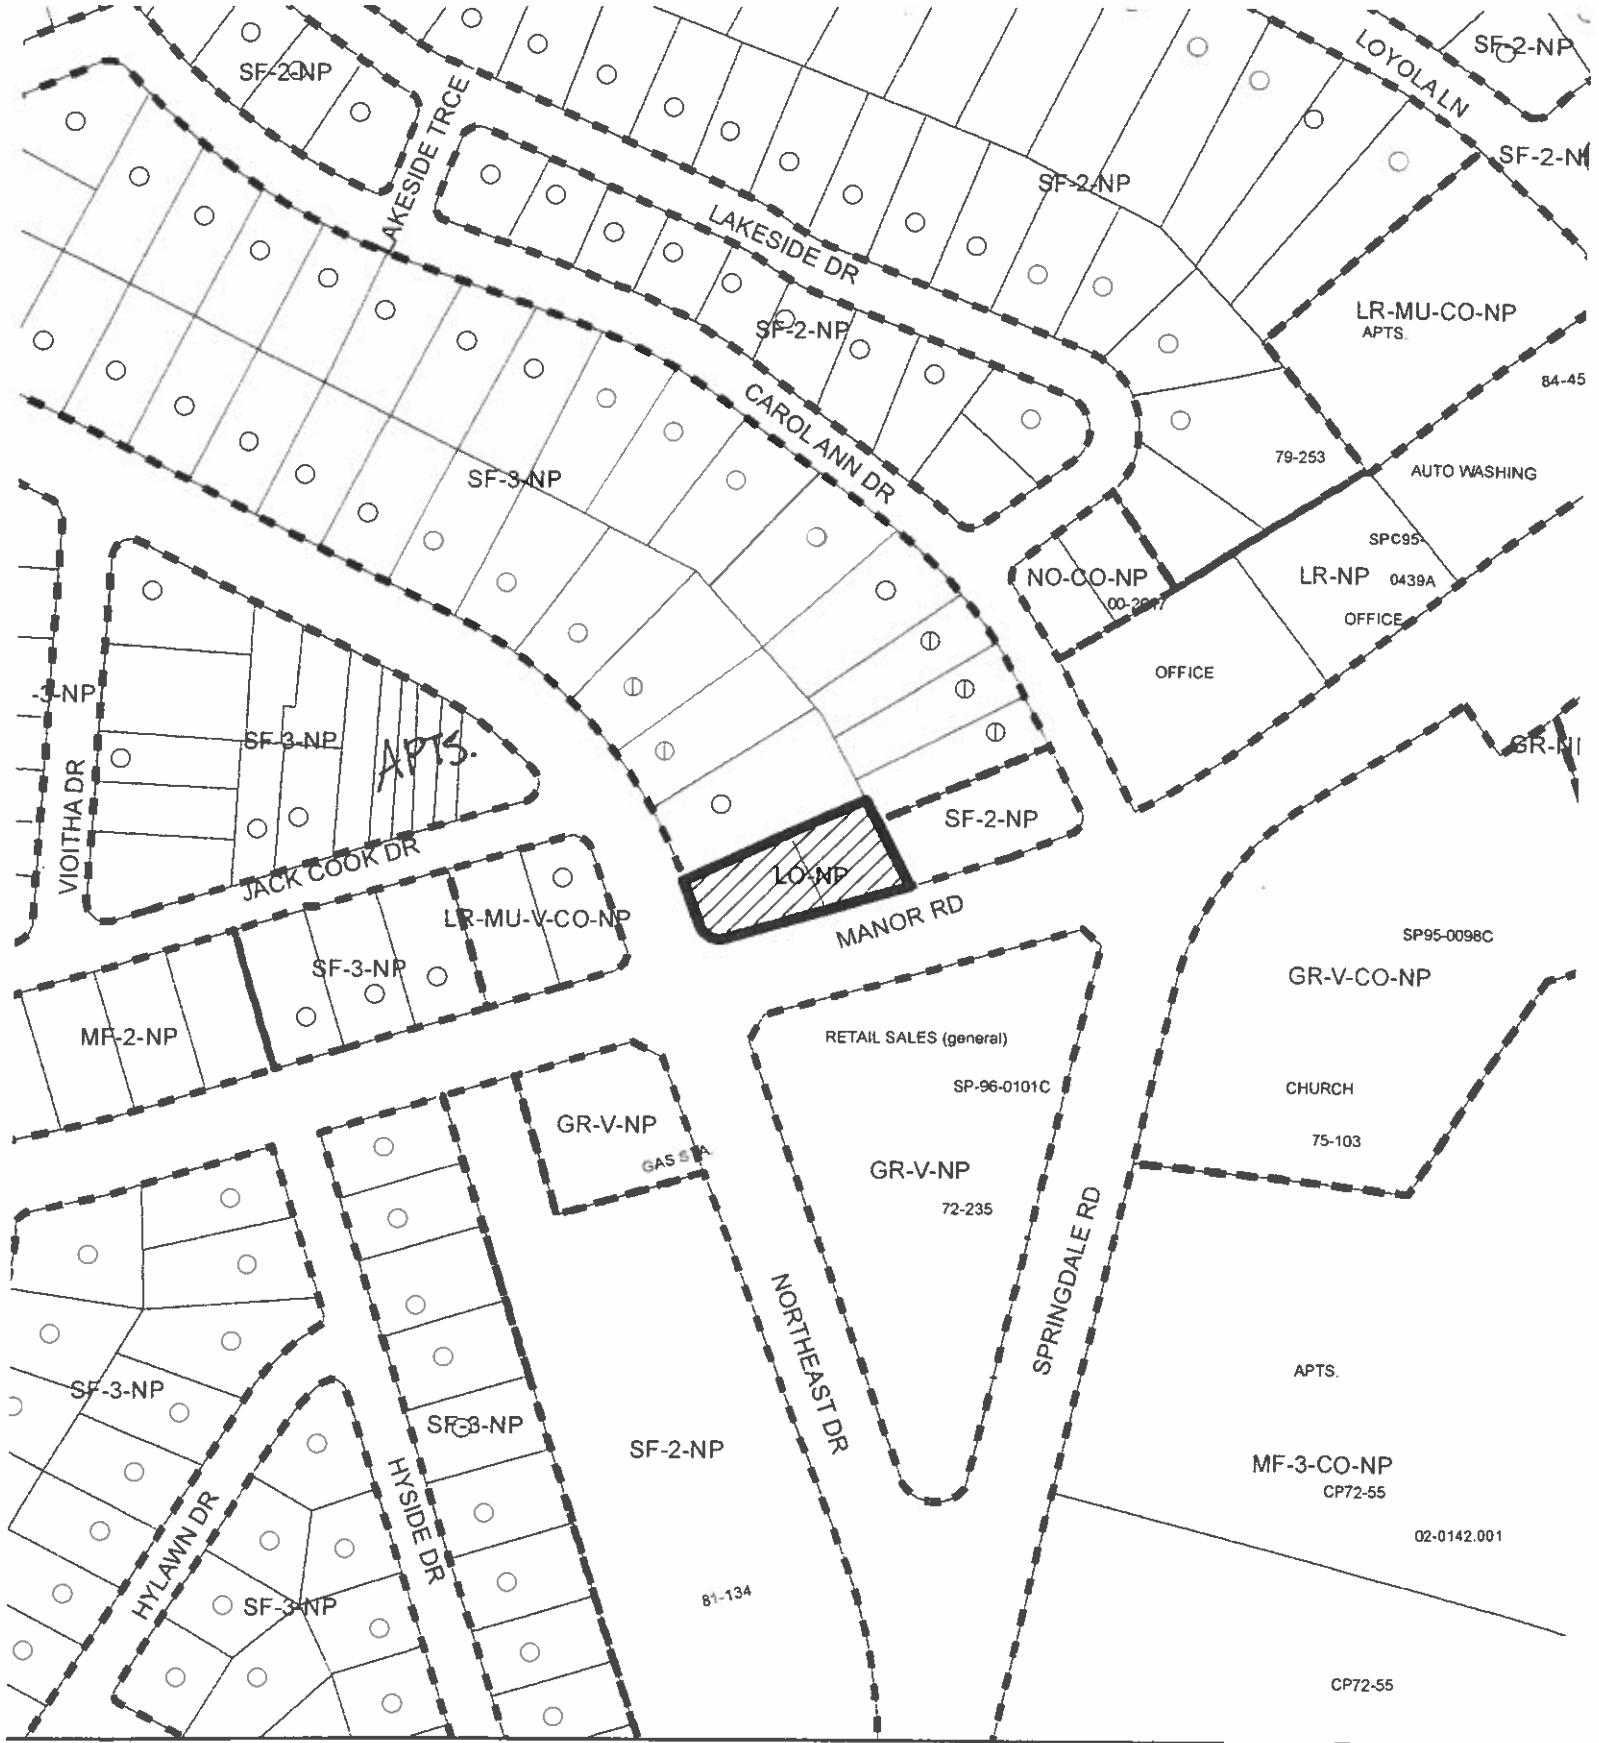 LOYOLA LN
SF-2-NP
SF-2-NP
LAKESIDE TRCE
SF-2-N
SF-2-NP
LAKESIDE DR
LR-MU-CO-NP
APTS.
SF-2-NP
84-45
CAROL ANN DR
79-253
AUTO WASHING
SF-3-NP
SPC95-
0439A
LR-NP
NO-CO-NP
OFFICE
OFFICE
-3-NP
SF-3-NP
APTS.
GR-N
VIOITHA DR
SF-2-NP
JACK COOK DR
LO-NP
LR-MU-V-CO-NP
MANOR RD
SP95-0098C
SF-3-NP
GR-V-CO-NP
MF-2-NP
RETAIL SALES (general)
SP-96-0101C
CHURCH
GR-V-NP
75-103
GAS STA.
GR-V-NP
72-235
SPRINGDALE RD
NORTHEAST DR
APTS.
SF-3-NP
SF-3-NP
SF-2-NP
MF-3-CO-NP
CP72-55
HYSIDE DR
HYLAWN DR
02-0142.001
SF-3-NP
81-134
CP72-55